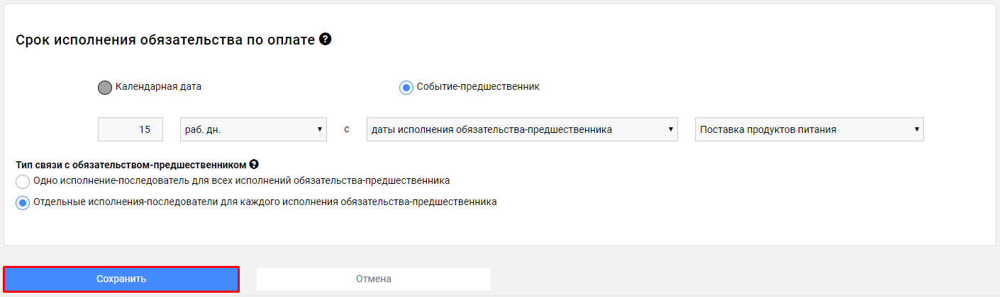 Срок исполнения обязательства по оплате ?
Календарная дата Событие-предшественник
15 раб. дн. с даты исполнения обязательства-предшественника Поставка продуктов питания
Тип связи с обязательством-предшественником ?
Одно исполнение-последователь для всех исполнений обязательства-предшественника
Отдельные исполнения-последователи для каждого исполнения обязательства-предшественника
Сохранить Отмена